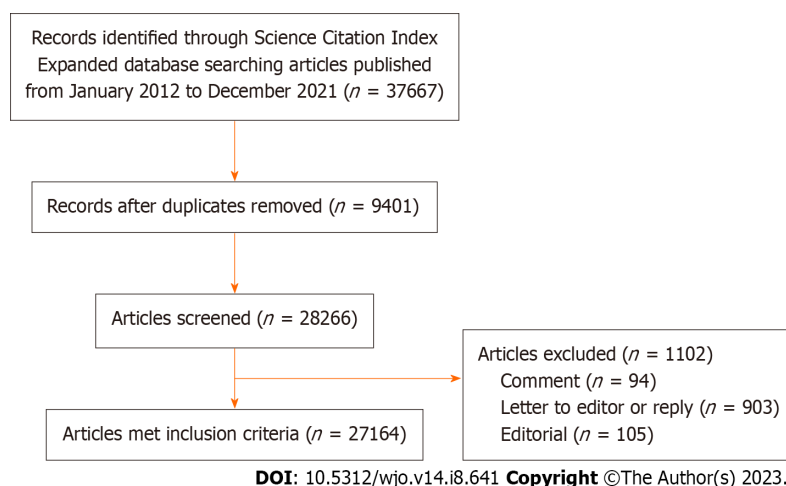 Records identified through Science Citation Index
Expanded database searching articles published
from January 2012 to December 2021 (n = 37667)
Records after duplicates removed (n = 9401)
Articles screened (n = 28266)
Articles excluded (n = 1102)
Comment (n = 94)
Letter to editor or reply (n = 903)
Editorial (n = 105)
Articles met inclusion criteria (n = 27164)
DOI: 10.5312/wjo.v14.i8.641 Copyright ©The Author(s) 2023.